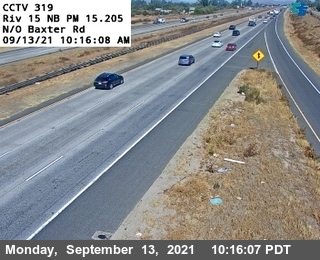 CCTV 319
Riv 15 NB PM 15.205
N/O Baxter Rd
09/13/21 10:16:08 AM
Monday, September 13, 2021 10:16:07 PDT